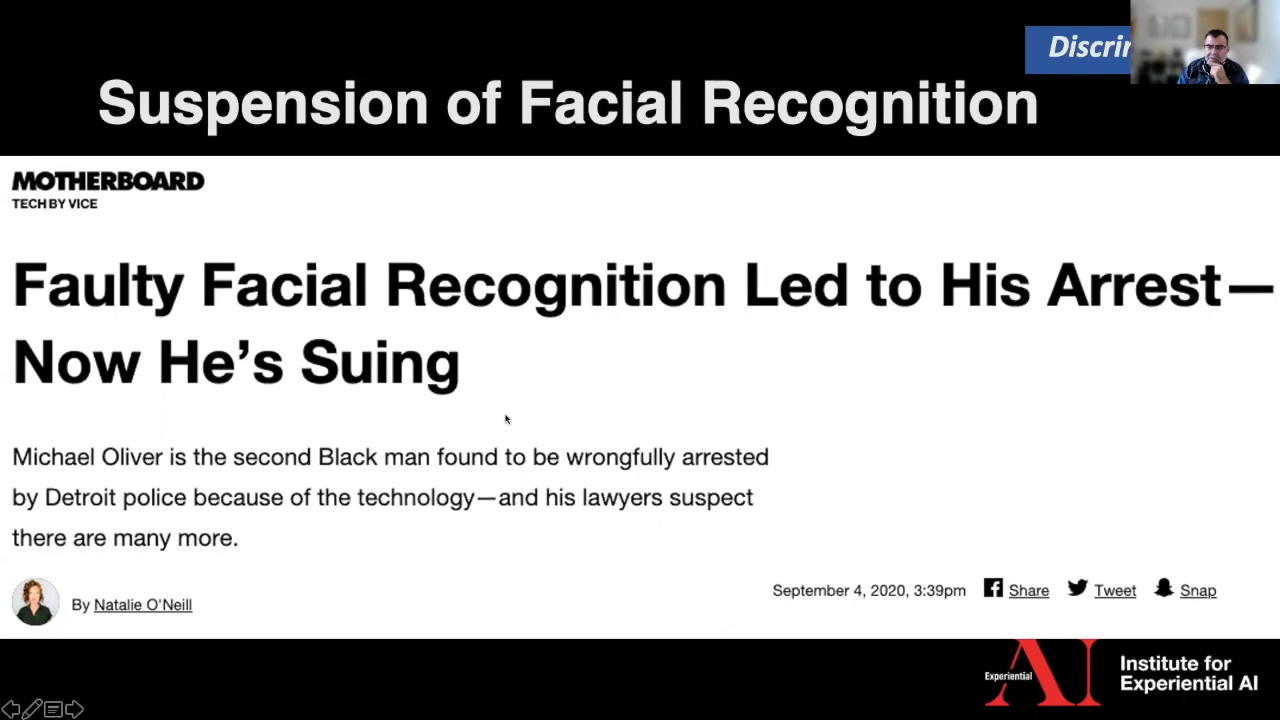 Discrir
Suspension of Facial Recognition
MOTHERBOARD
TECH BY VICE
Faulty Facial Recognition Led to His Arrest—
Now He’s Suing
Michael Oliver is the second Black man found to be wrongfully arrested
by Detroit police because of the technology—and his lawyers suspect
there are many more.
By Natalie O'Neill
September 4, 2020, 3:39pm Share Tweet Snap
Experiential AI
Institute for
Experiential AI